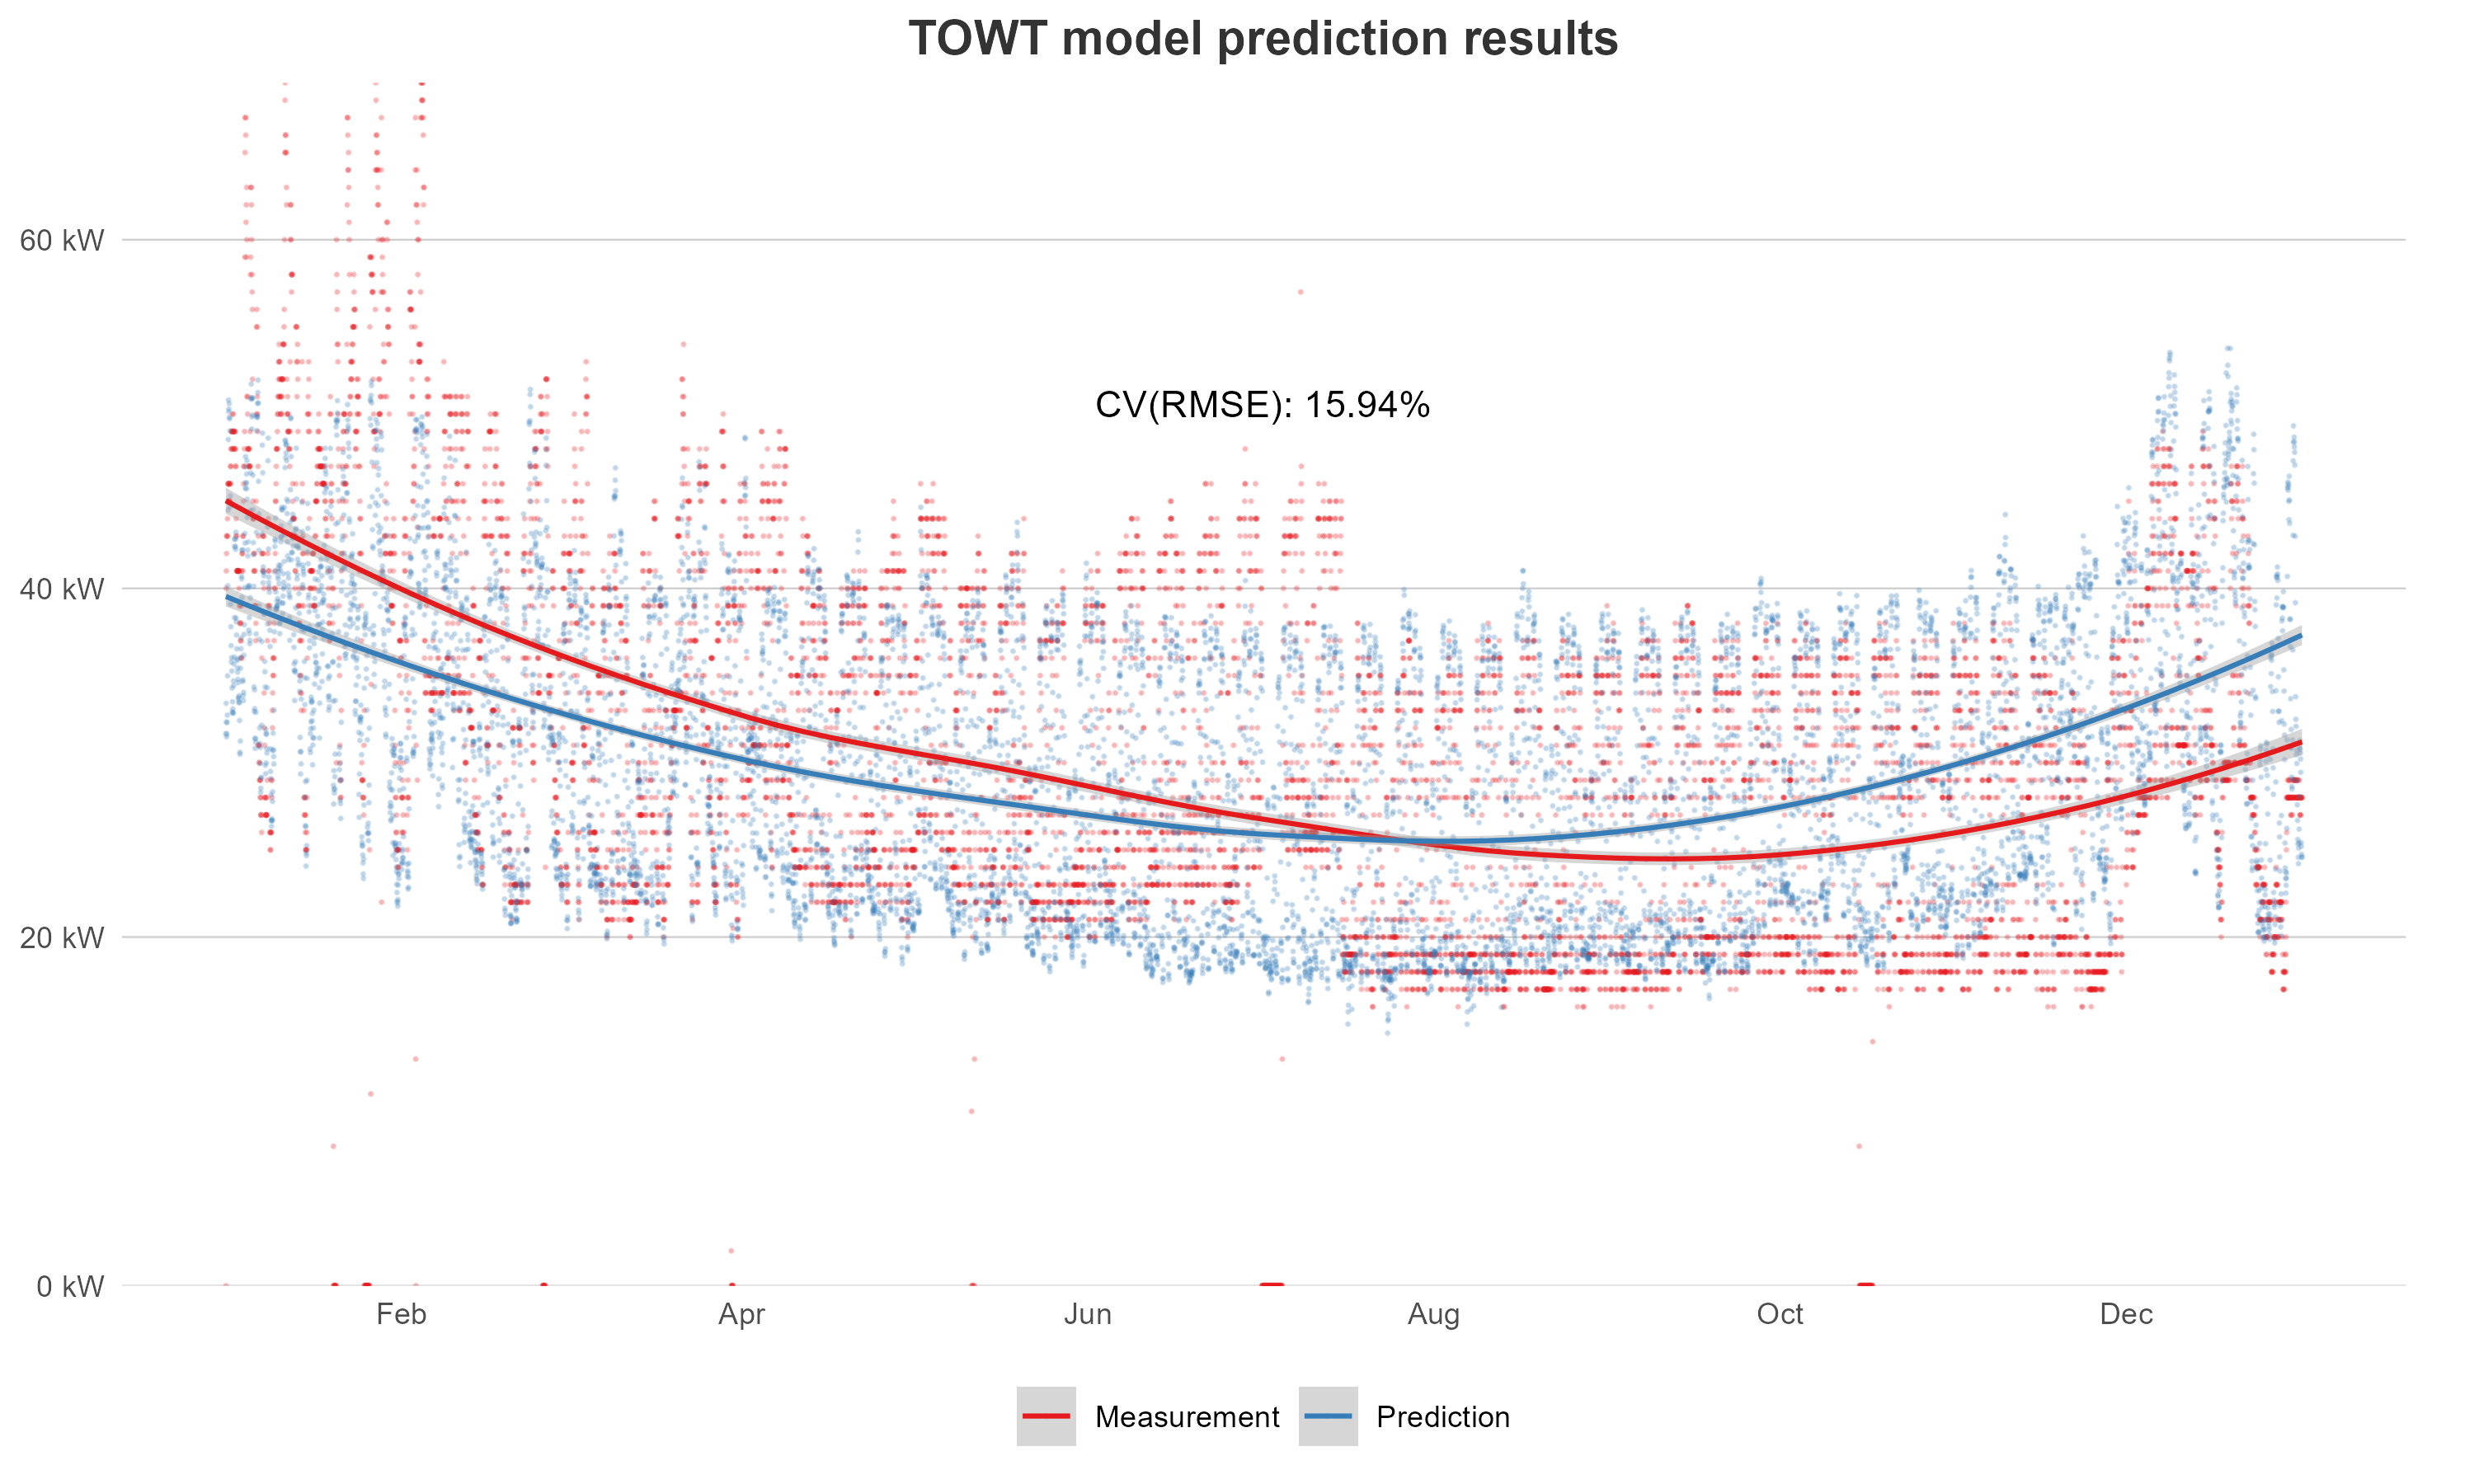 TOWT model prediction results
60 kW
CV(RMSE): 15.94%
40 kW
20 kW
0 kW
Feb Apr Jun Aug Oct Dec
Measurement Prediction